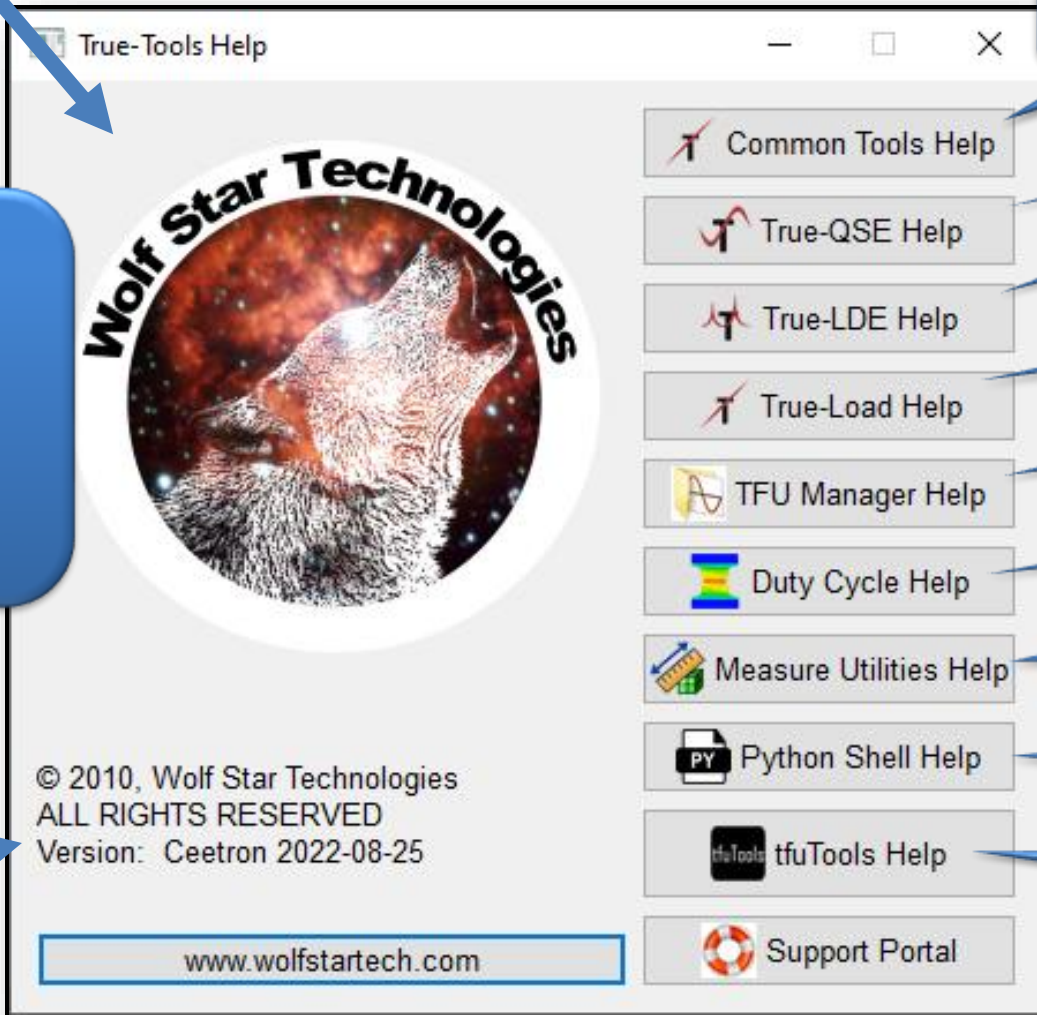 True-Tools Help
Wolf Star Technologies
Common Tools Help
True-QSE Help
True-LDE Help
True-Load Help
TFU Manager Help
Duty Cycle Help
Measure Utilities Help
PY Python Shell Help
tfuTools tfuTools Help
Support Portal
© 2010, Wolf Star Technologies
ALL RIGHTS RESERVED
Version: Ceetron 2022-08-25
www.wolfstartech.com